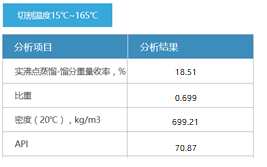 切割温度15℃~165℃
分析项目 分析结果
实沸点蒸馏-馏分重量收率，% 18.51
比重 0.699
密度（20℃），kg/m3 699.21
API 70.87